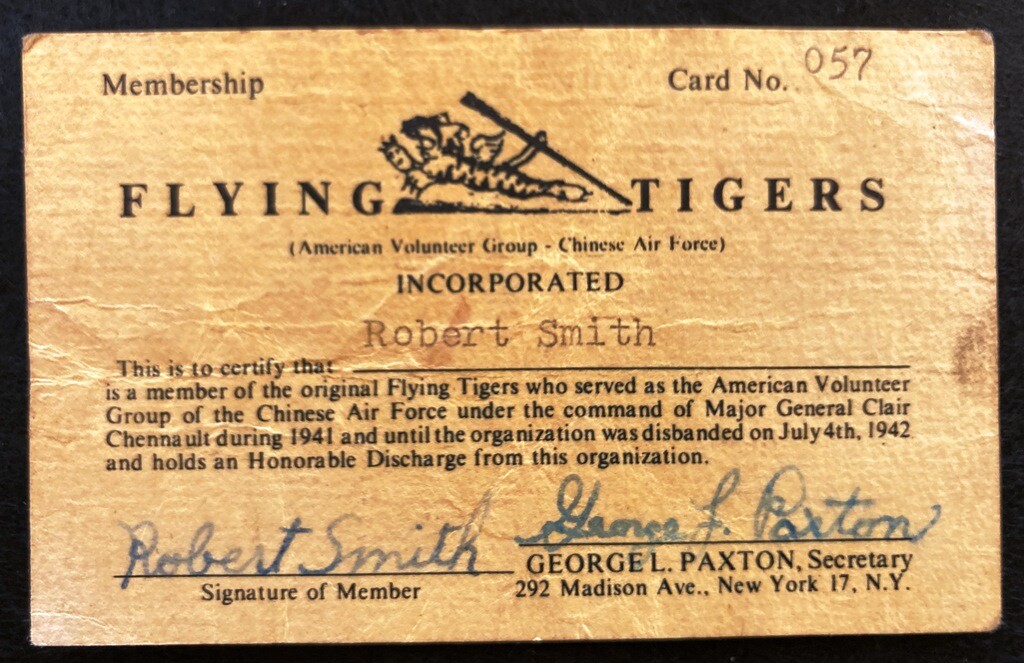 Membership
Card No. 057
FLYING TIGERS
(American Volunteer Group - Chinese Air Force)
INCORPORATED
Robert Smith
This is to certify that
is a member of the original Flying Tigers who served as the American Volunteer
Group of the Chinese Air Force under the command of Major General Clair
Chennault during 1941 and until the organization was disbanded on July 4th, 1942
and holds an Honorable Discharge from this organization.
Robert Smith
George L. Paxton
Signature of Member
GEORGE L. PAXTON, Secretary
292 Madison Ave., New York 17, N.Y.